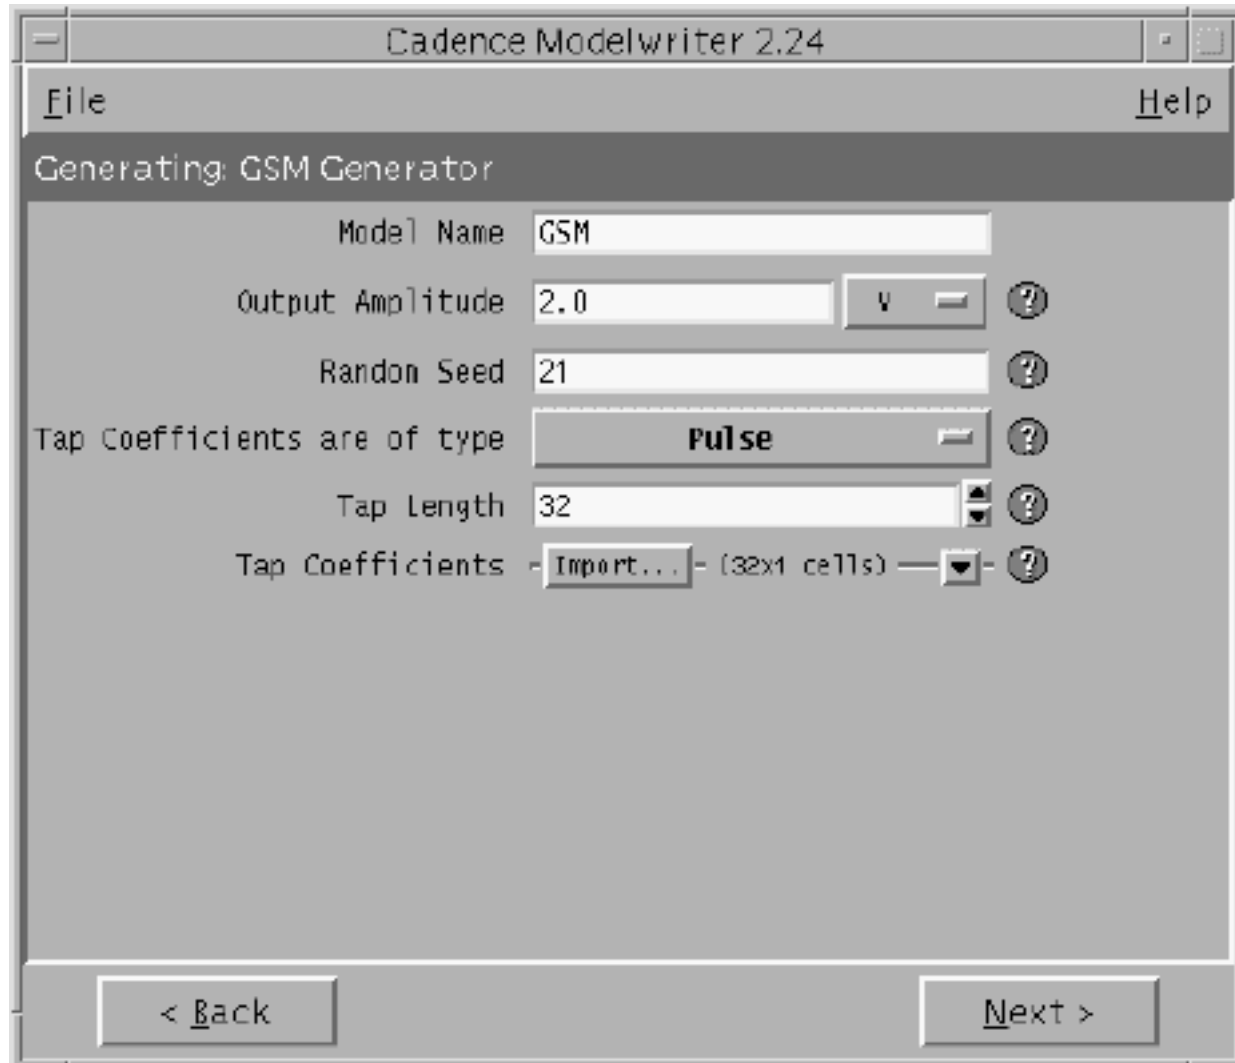 Cadence Modelwriter 2.24
File Help
Generating: GSM Generator
Model Name GSM
Output Amplitude 2.0 V ?
Random Seed 21 ?
Tap Coefficients are of type Pulse ?
Tap Length 32 ?
Tap Coefficients Import... (32x1 cells) ?
< Back Next >